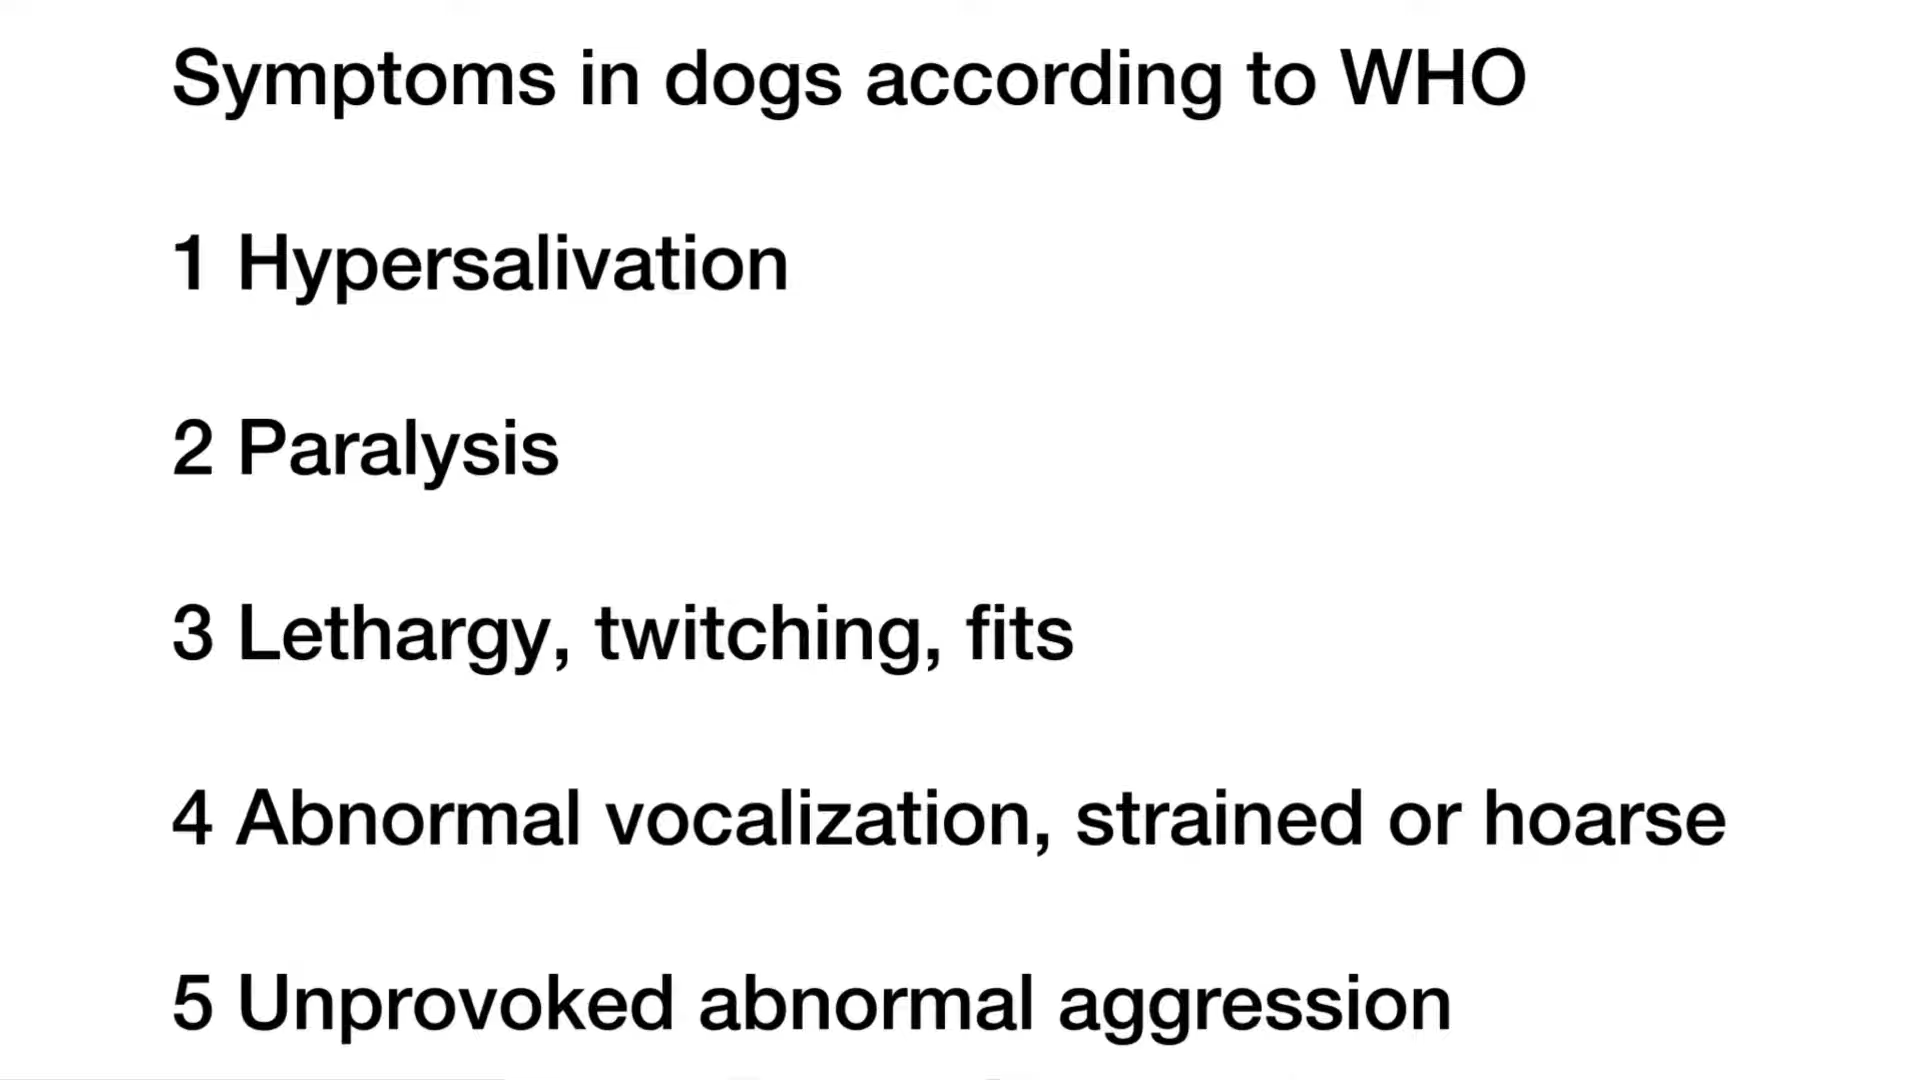 Symptoms in dogs according to WHO
1 Hypersalivation
2 Paralysis
3 Lethargy, twitching, fits
4 Abnormal vocalization, strained or hoarse
5 Unprovoked abnormal aggression